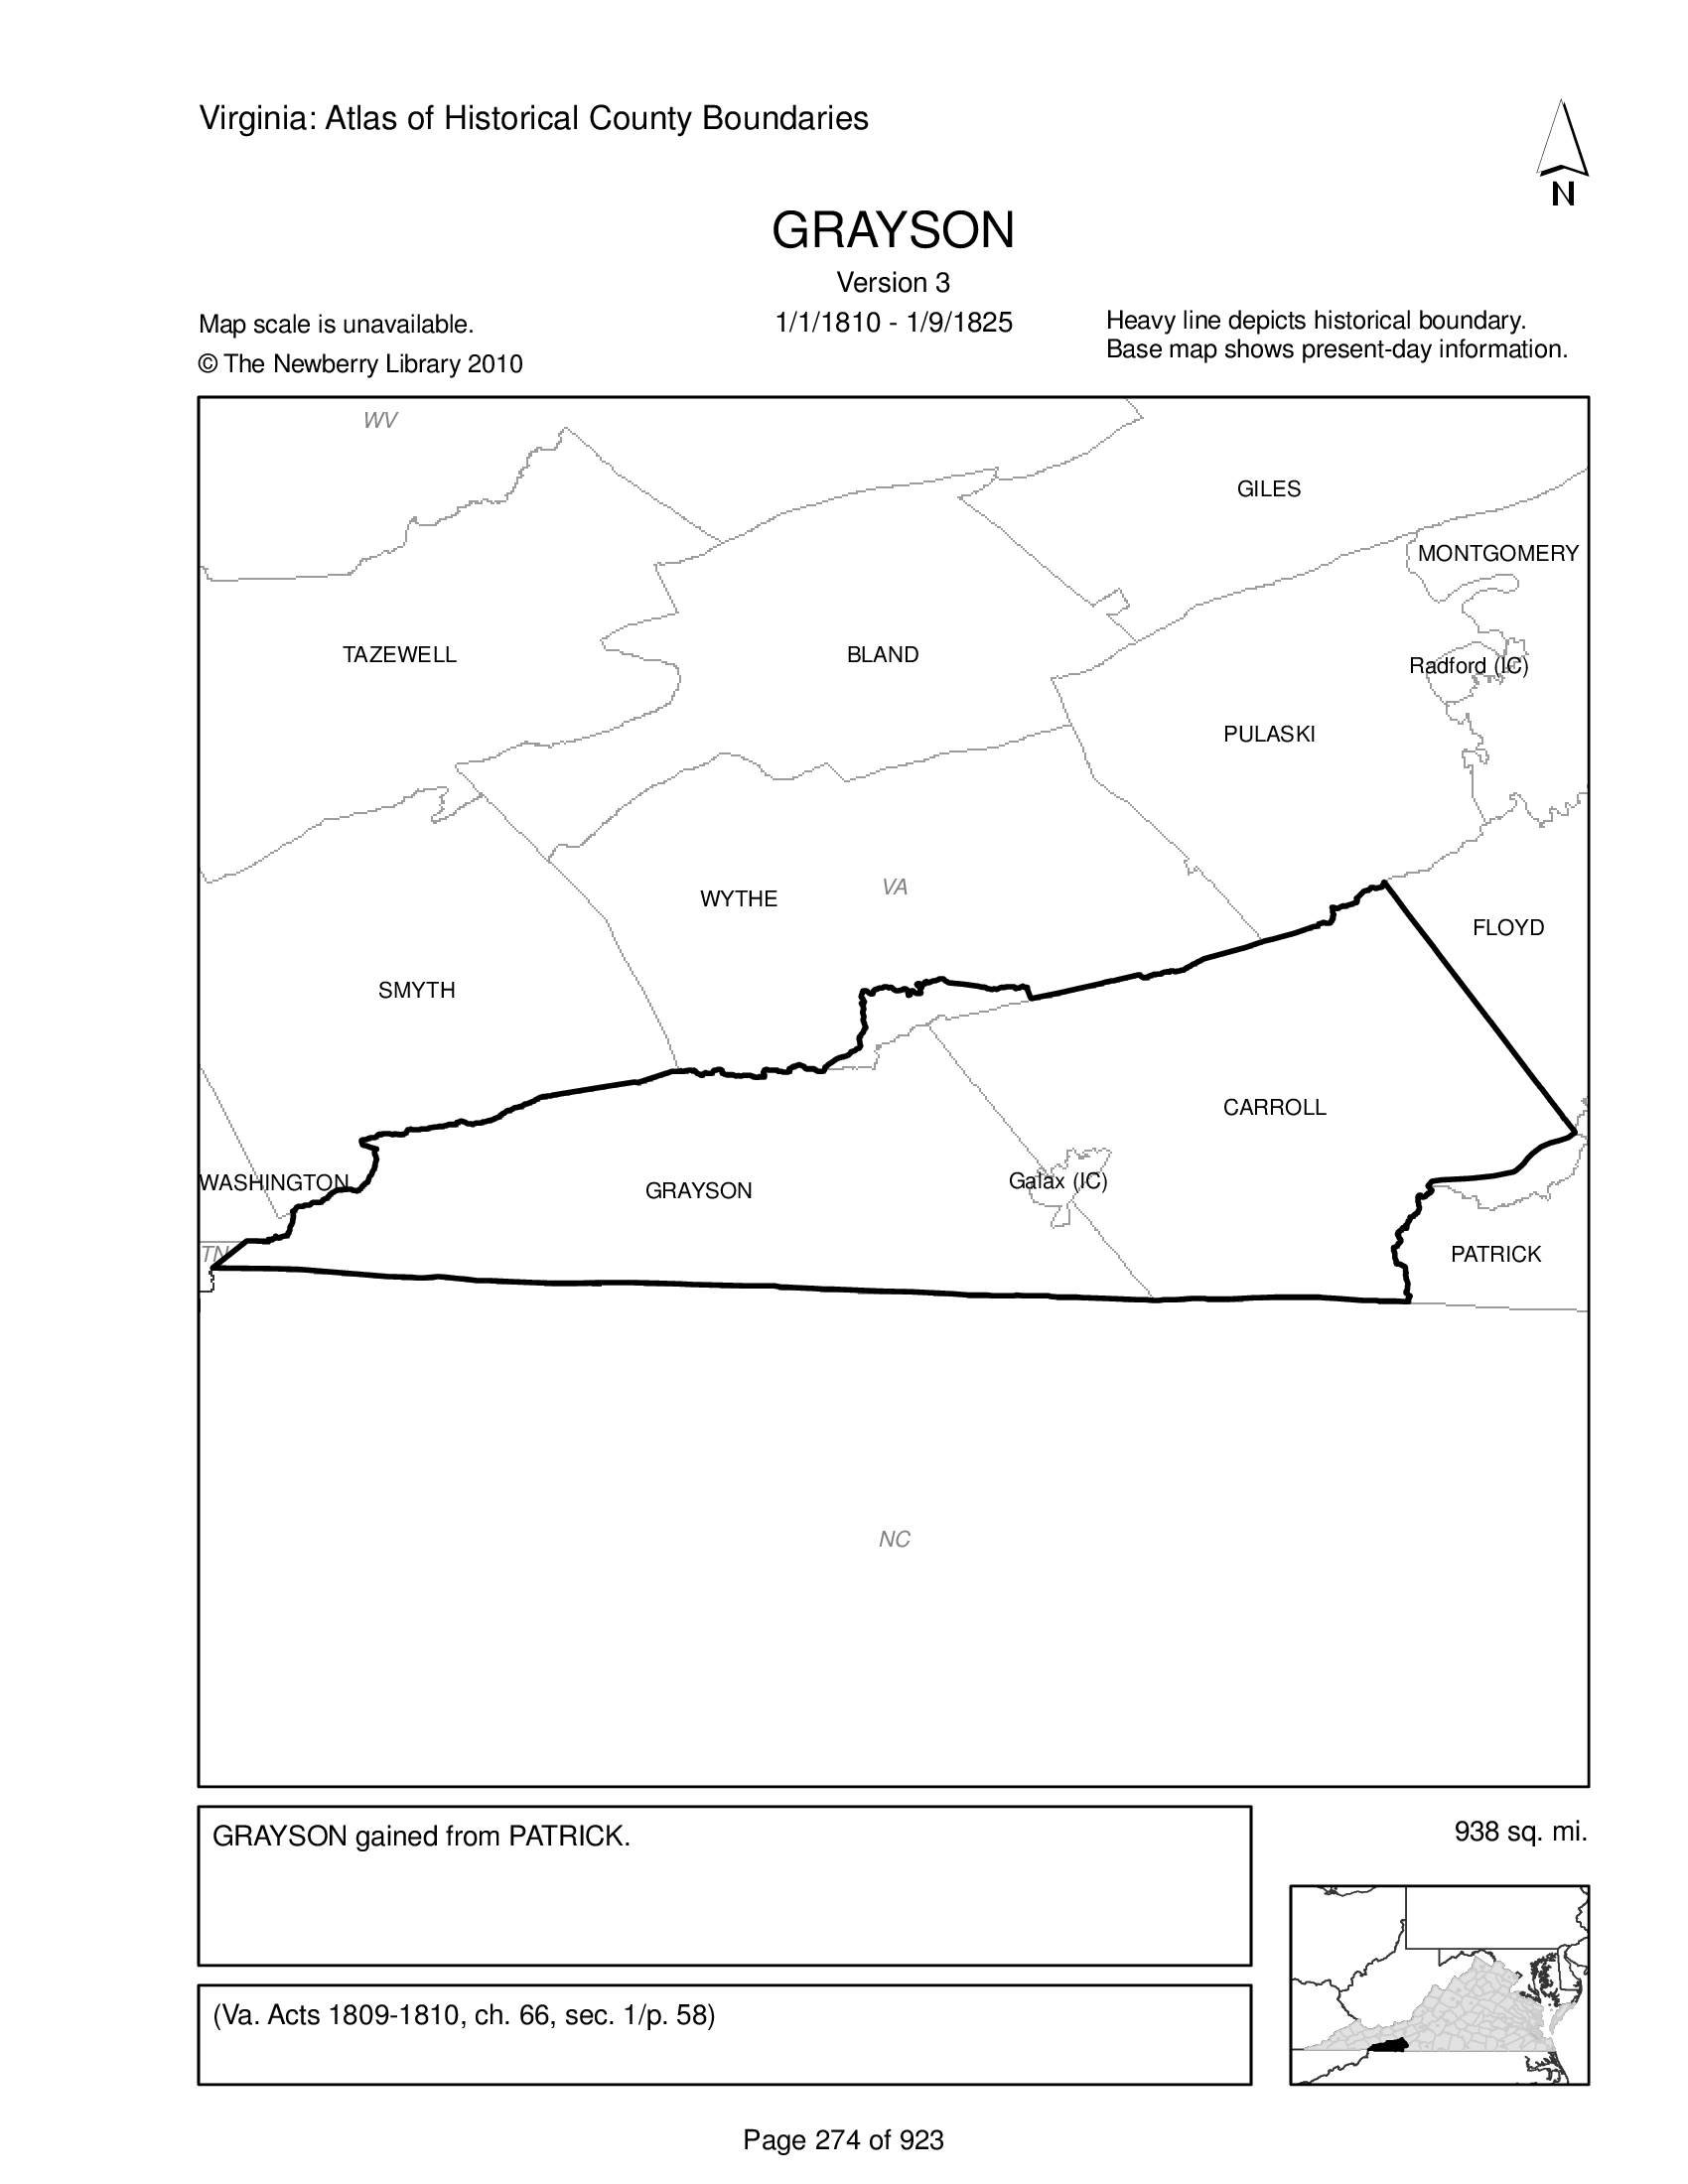 Virginia: Atlas of Historical County Boundaries
N
GRAYSON
Version 3
1/1/1810 - 1/9/1825
Map scale is unavailable.
© The Newberry Library 2010
Heavy line depicts historical boundary.
Base map shows present-day information.
WV
GILES
MONTGOMERY
TAZEWELL
BLAND
Radford (IC)
PULASKI
VA
WYTHE
FLOYD
SMYTH
CARROLL
WASHINGTON
GRAYSON
Galax (IC)
TN
PATRICK
NC
GRAYSON gained from PATRICK.
938 sq. mi.
(Va. Acts 1809-1810, ch. 66, sec. 1/p. 58)
Page 274 of 923